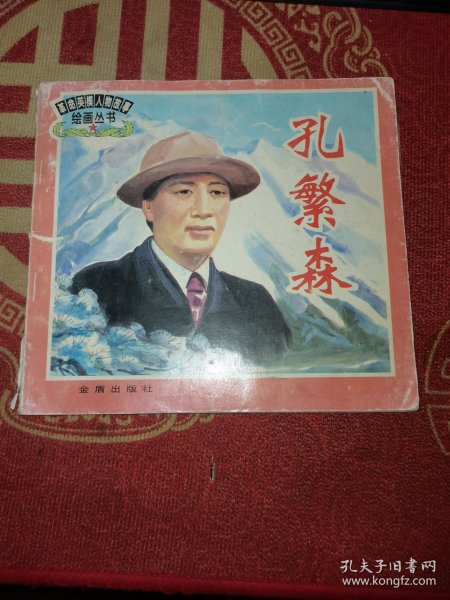 革命英模人物故事
绘画丛书
孔繁森
金盾出版社
孔夫子旧书网
www.kongfz.com